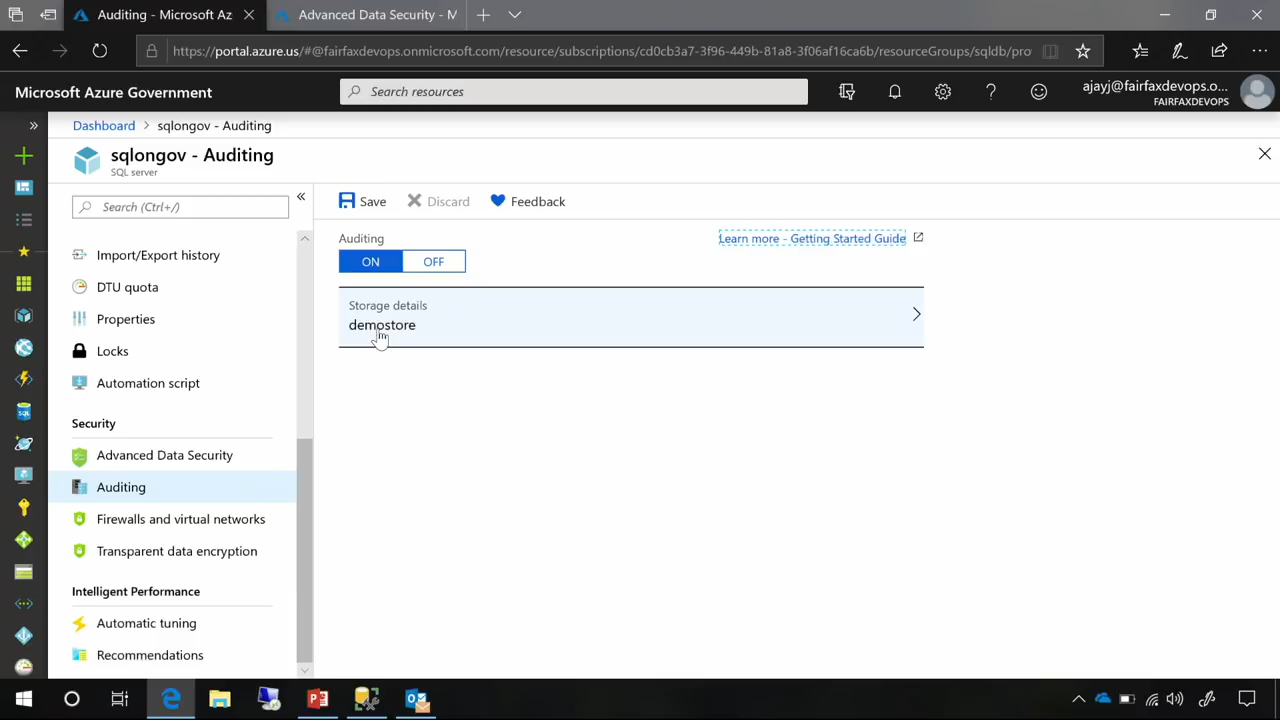 Auditing - Microsoft Az
Advanced Data Security - M
https://portal.azure.us/#@fairfaxdevops.onmicrosoft.com/resource/subscriptions/cd0cb3a7-3f96-449b-81a8-3f06af16ca6b/resourceGroups/sqldb/pro
Microsoft Azure Government
Search resources
ajayj@fairfaxdevops.o...
FAIRFAXDEVOPS
Dashboard > sqlongov - Auditing
sqlongov - Auditing
SQL server
Search (Ctrl+/)
Save
Discard
Feedback
Auditing
Learn more - Getting Started Guide
ON
OFF
Storage details
demostore
Import/Export history
DTU quota
Properties
Locks
Automation script
Security
Advanced Data Security
Auditing
Firewalls and virtual networks
Transparent data encryption
Intelligent Performance
Automatic tuning
Recommendations